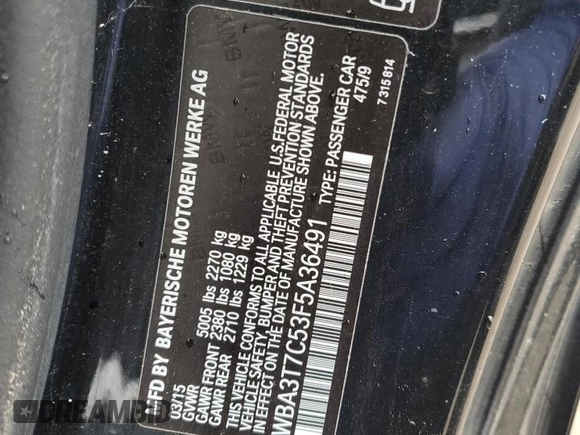 MFD BY BAYERISCHE MOTOREN WERKE AG
03/15
GVWR 5005 lbs 2270 kg
GAWR FRONT 2380 lbs 1080 kg
GAWR REAR 2710 lbs 1229 kg
THIS VEHICLE CONFORMS TO ALL APPLICABLE U.S.FEDERAL MOTOR
VEHICLE SAFETY, BUMPER,AND THEFT PREVENTION STANDARDS
IN EFFECT ON THE DATE OF MANUFACTURE SHOWN ABOVE.
WBA3T7C53F5A36491 TYPE: PASSENGER CAR
475/9
7 315 814
DREAMBID